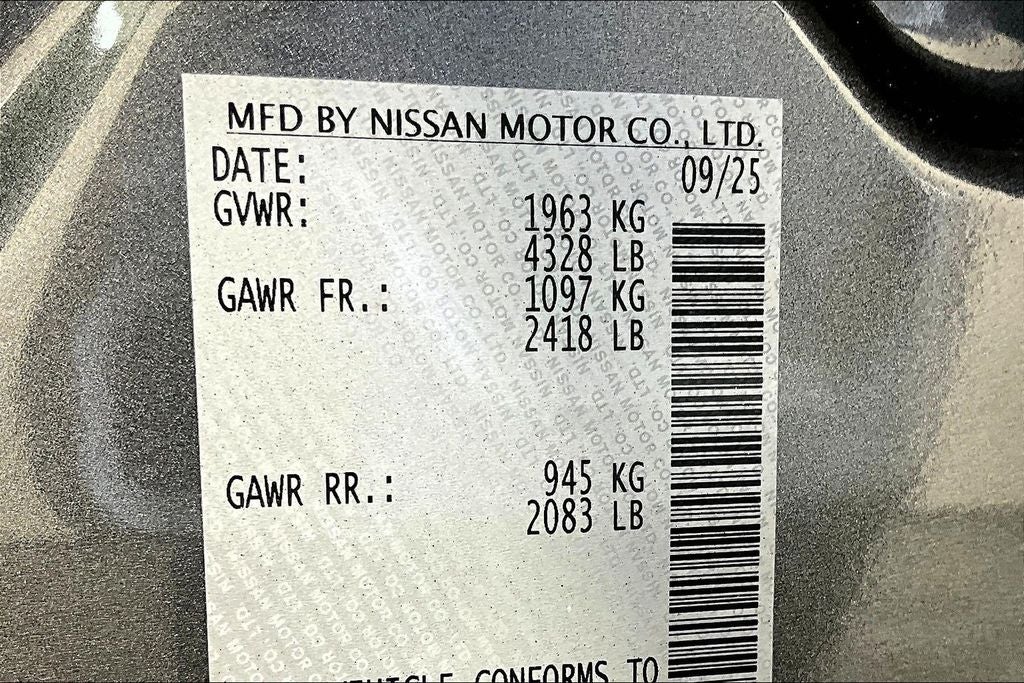 MFD BY NISSAN MOTOR CO., LTD.
DATE: 09/25
GVWR: 1963 KG
4328 LB
GAWR FR.: 1097 KG
2418 LB
GAWR RR.: 945 KG
2083 LB
VEHICLE CONFORMS TO